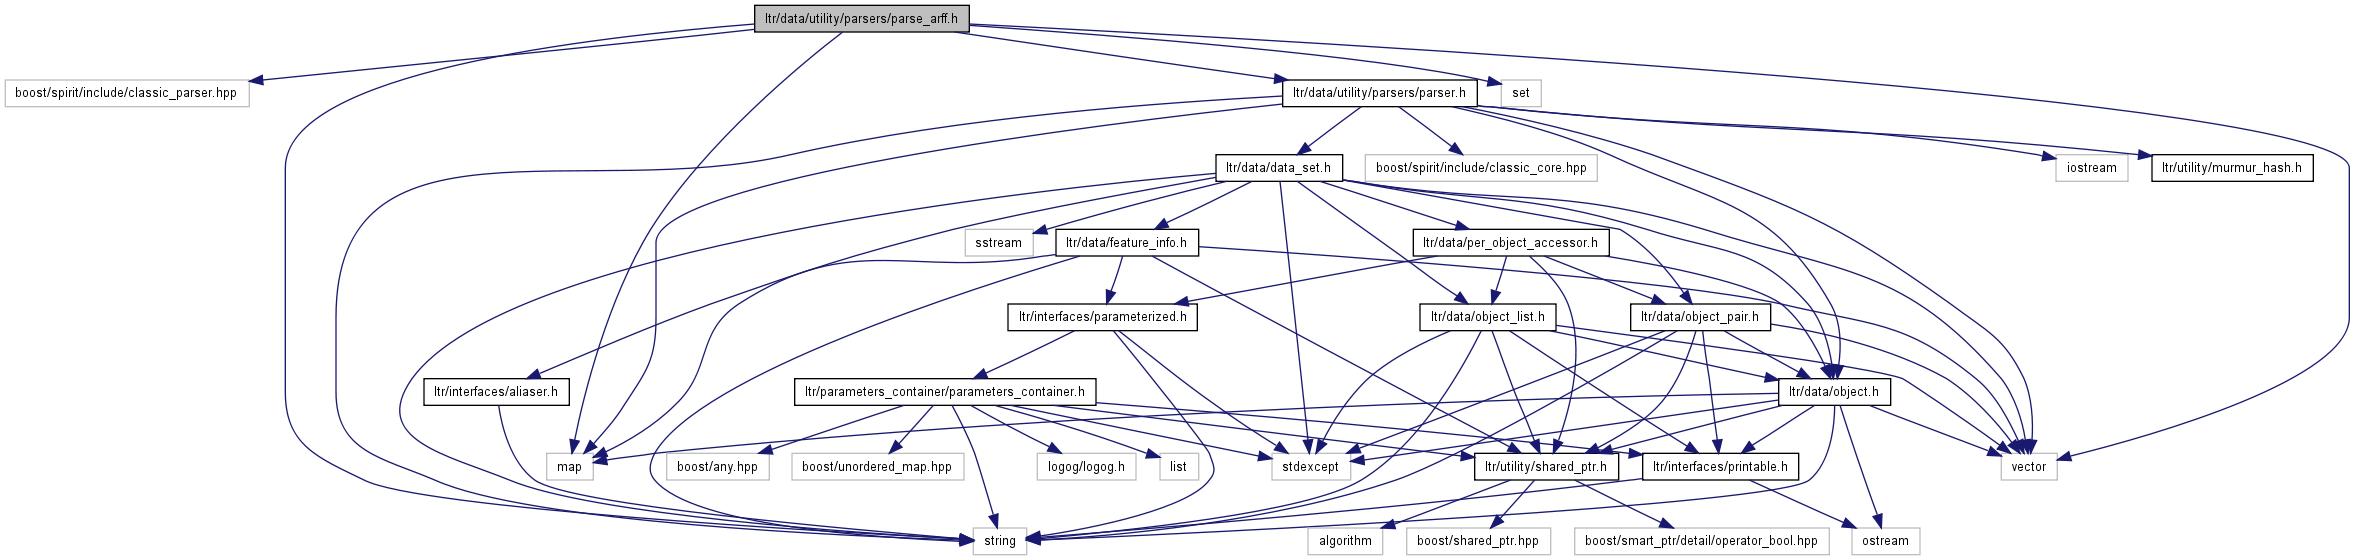 ltr/data/utility/parsers/parse_arff.h
boost/spirit/include/classic_parser.hpp
ltr/data/utility/parsers/parser.h
set
ltr/data/data_set.h
boost/spirit/include/classic_core.hpp
iostream
ltr/utility/murmur_hash.h
sstream
ltr/data/feature_info.h
ltr/data/per_object_accessor.h
ltr/interfaces/parameterized.h
ltr/data/object_list.h
ltr/data/object_pair.h
ltr/interfaces/aliaser.h
ltr/parameters_container/parameters_container.h
ltr/data/object.h
map
boost/any.hpp
boost/unordered_map.hpp
logog/logog.h
list
stdexcept
ltr/utility/shared_ptr.h
ltr/interfaces/printable.h
vector
string
algorithm
boost/shared_ptr.hpp
boost/smart_ptr/detail/operator_bool.hpp
ostream